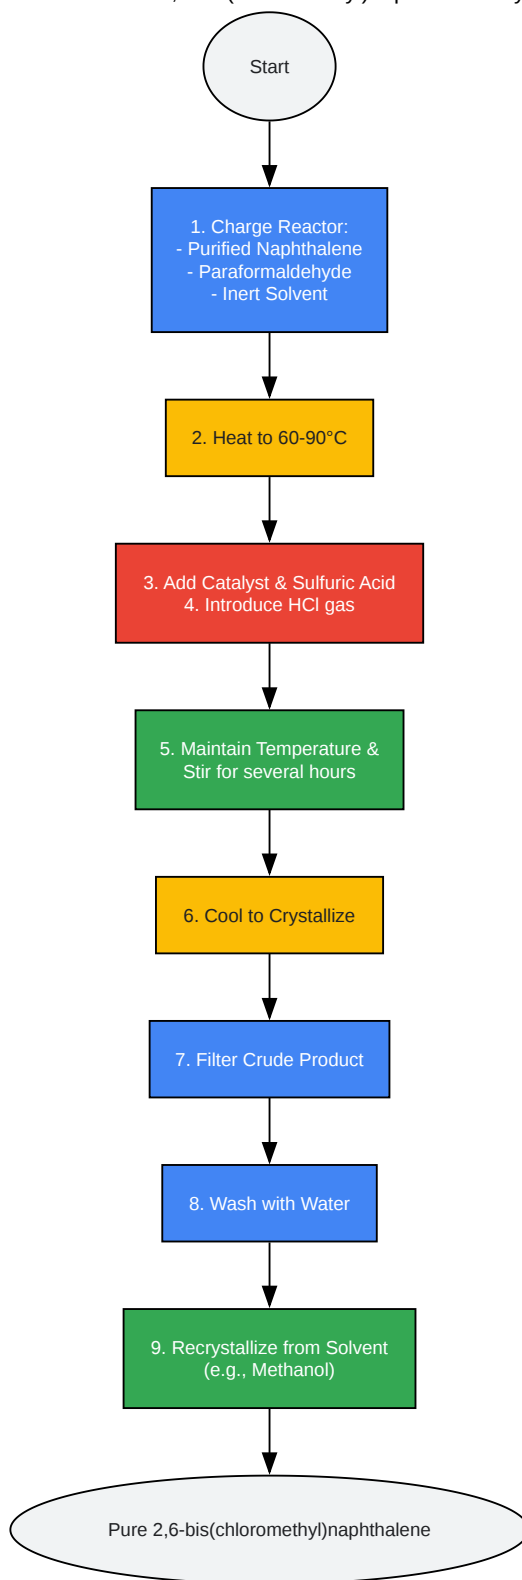 Start
1. Charge Reactor:
- Purified Naphthalene
- Paraformaldehyde
- Inert Solvent
2. Heat to 60-90°C
3. Add Catalyst & Sulfuric Acid
4. Introduce HCl gas
5. Maintain Temperature &
Stir for several hours
6. Cool to Crystallize
7. Filter Crude Product
8. Wash with Water
9. Recrystallize from Solvent
(e.g., Methanol)
Pure 2,6-bis(chloromethyl)naphthalene